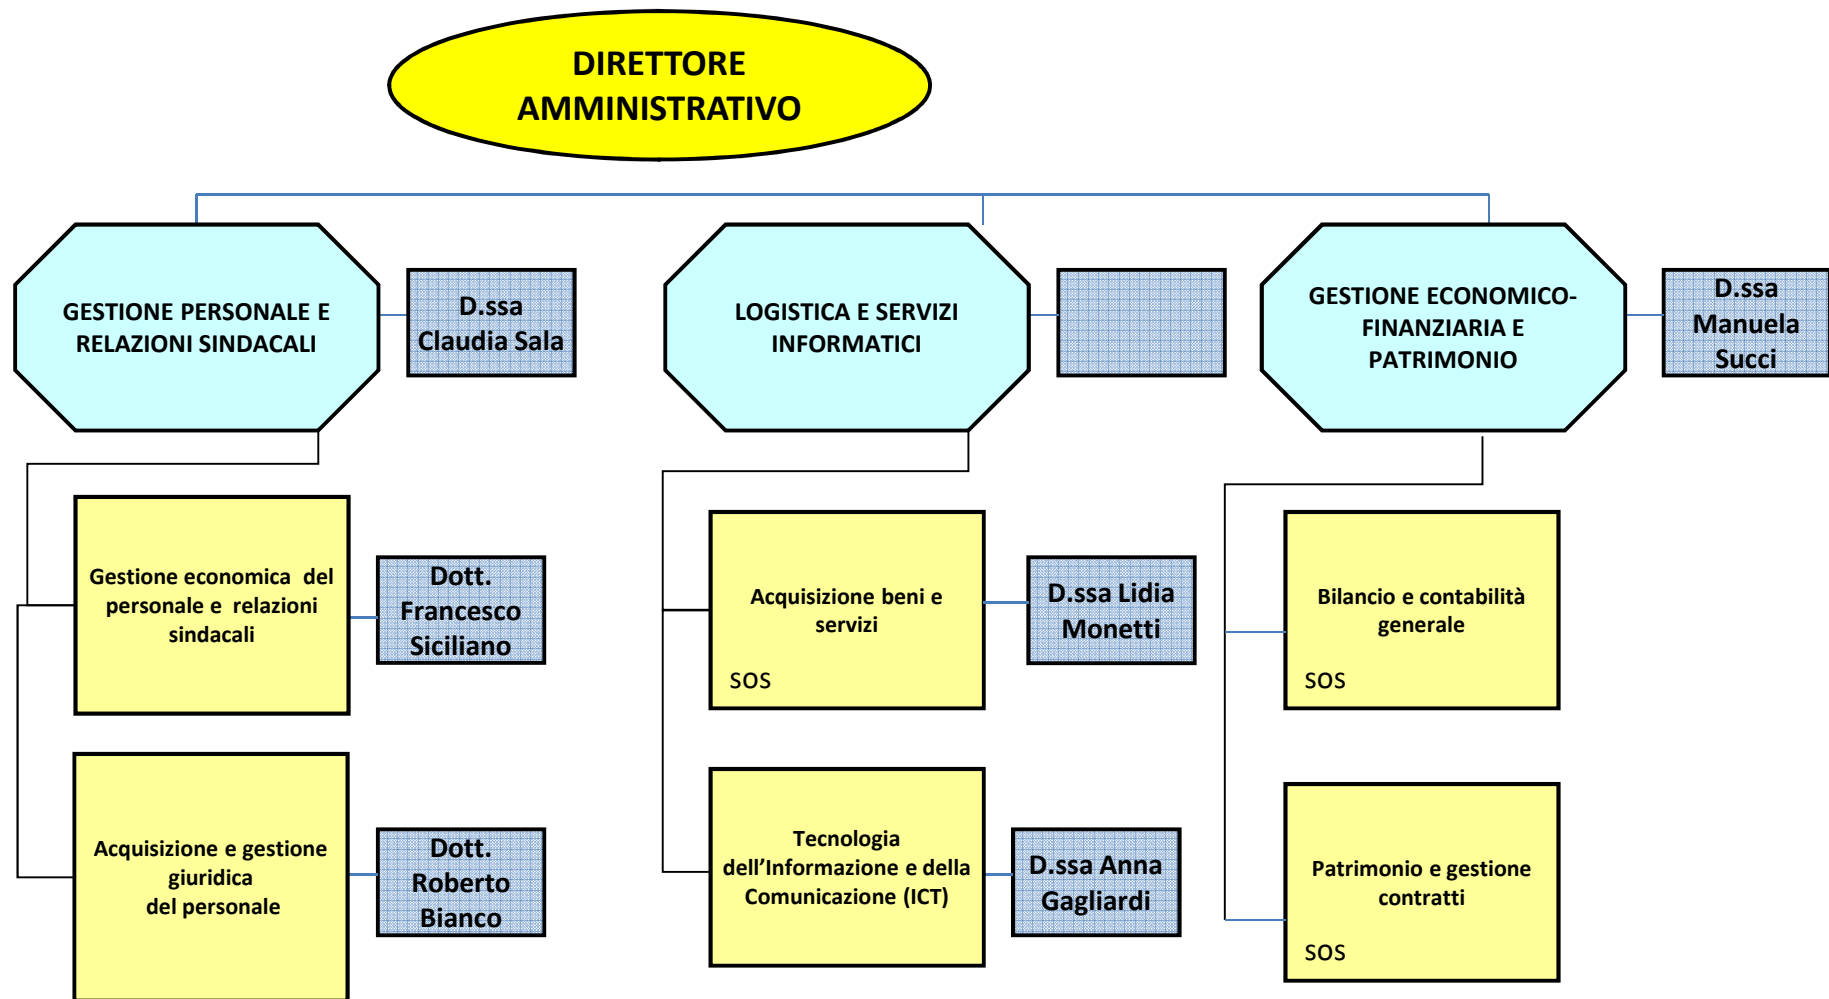 DIRETTORE
AMMINISTRATIVO
GESTIONE PERSONALE E
RELAZIONI SINDACALI
D.ssa
Claudia Sala
LOGISTICA E SERVIZI
INFORMATICI
GESTIONE ECONOMICO-
FINANZIARIA E
PATRIMONIO
D.ssa
Manuela
Succi
Gestione economica del
personale e relazioni
sindacali
Dott.
Francesco
Siciliano
Acquisizione beni e
servizi
SOS
D.ssa Lidia
Monetti
Bilancio e contabilità
generale
SOS
Acquisizione e gestione
giuridica
del personale
Dott.
Roberto
Bianco
Tecnologia
dell’Informazione e della
Comunicazione (ICT)
D.ssa Anna
Gagliardi
Patrimonio e gestione
contratti
SOS